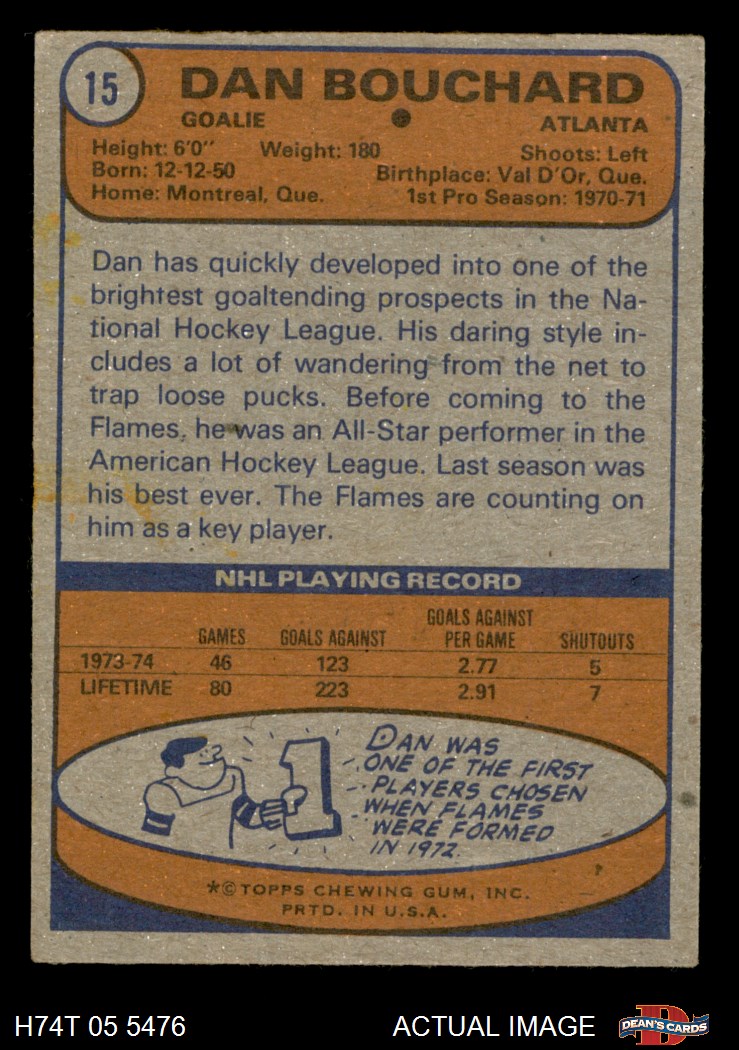 15
DAN BOUCHARD
GOALIE
ATLANTA
Height: 6'0" Weight: 180 Shoots: Left
Born: 12-12-50 Birthplace: Val D'Or, Que.
Home: Montreal, Que. 1st Pro Season: 1970-71
Dan has quickly developed into one of the
brightest goaltending prospects in the Na-
tional Hockey League. His daring style in-
cludes a lot of wandering from the net to
trap loose pucks. Before coming to the
Flames, he was an All-Star performer in the
American Hockey League. Last season was
his best ever. The Flames are counting on
him as a key player.
NHL PLAYING RECORD
GAMES GOALS AGAINST GOALS AGAINST PER GAME SHUTOUTS
1973-74 46 123 2.77 5
LIFETIME 80 223 2.91 7
1
DAN WAS
ONE OF THE FIRST
PLAYERS CHOSEN
WHEN FLAMES
WERE FORMED
IN 1972.
*© TOPPS CHEWING GUM, INC.
PRTD. IN U.S.A.
H74T 05 5476 ACTUAL IMAGE
D
DEAN'S CARDS